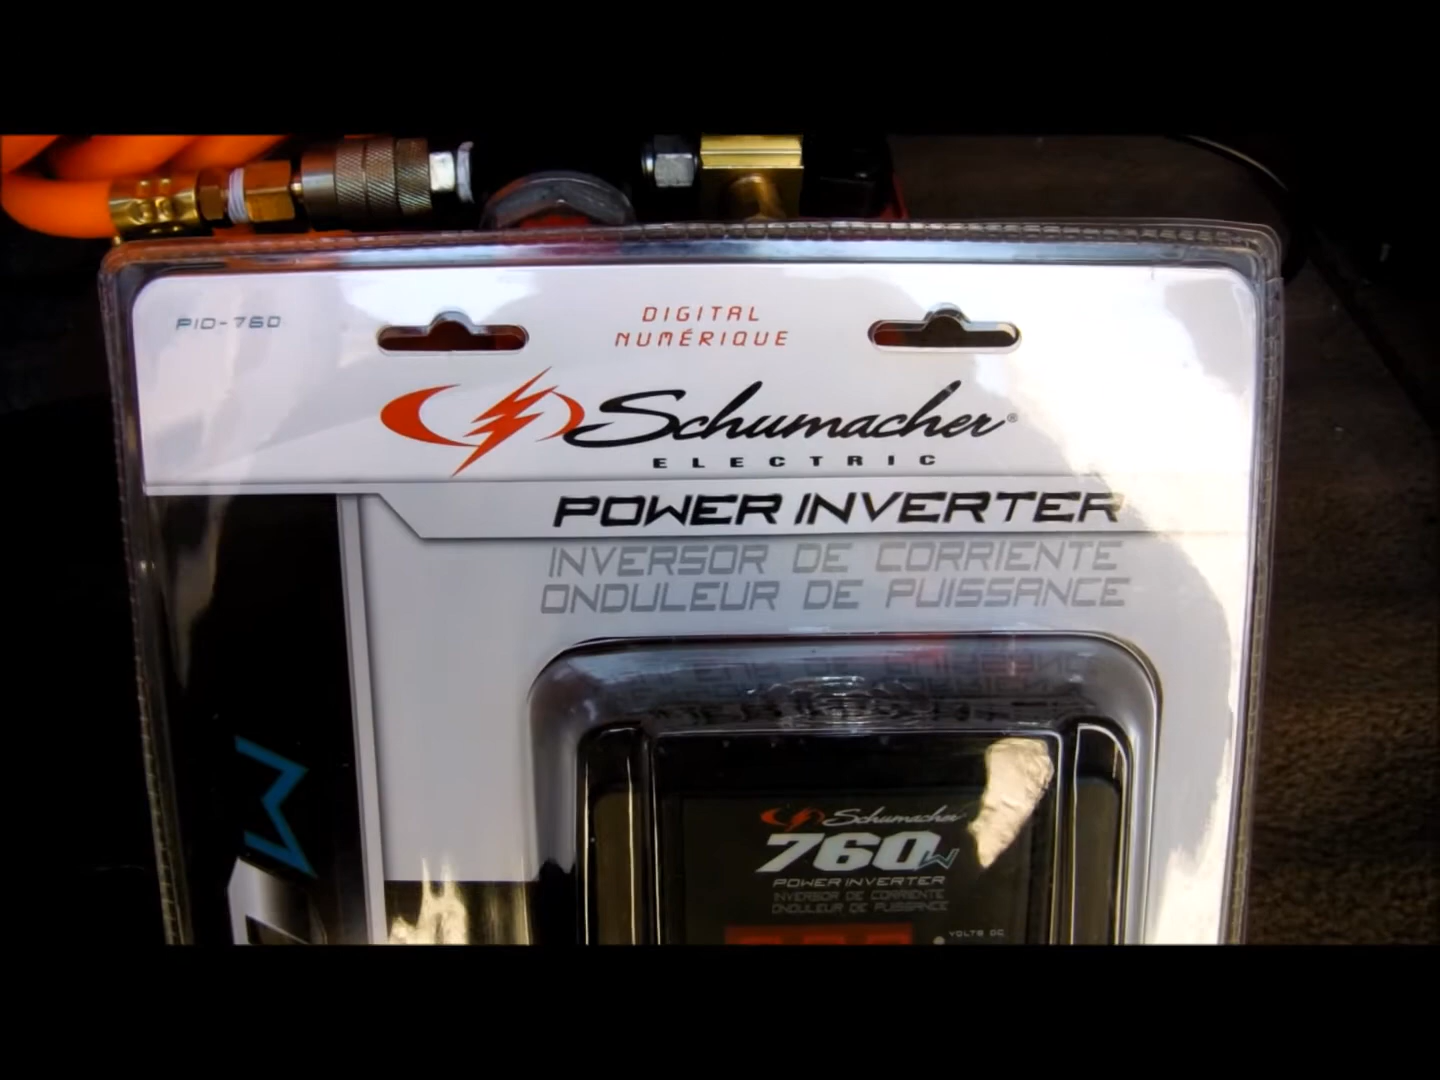 PID-760
DIGITAL
NUMÉRIQUE
Schumacher®
ELECTRIC
POWER INVERTER
INVERSOR DE CORRIENTE
ONDULEUR DE PUISSANCE
Schumacher
760W
POWER INVERTER
INVERSOR DE CORRIENTE
ONDULEUR DE PUISSANCE
VOLTS DC
W